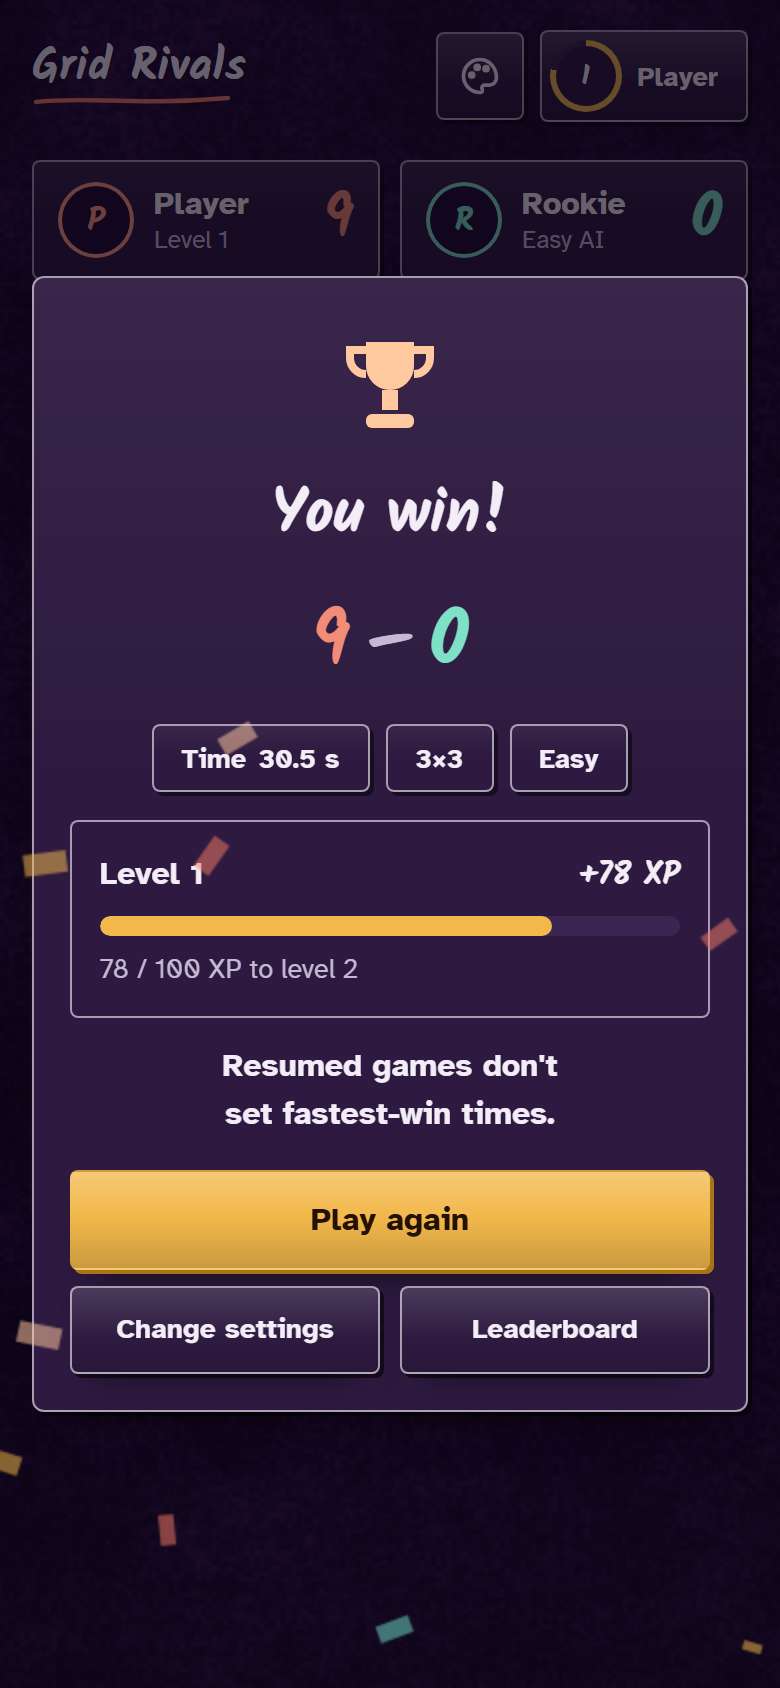 Grid Rivals
1 Player
P Player 9
Level 1
R Rookie 0
Easy AI
You win!
9 – 0
Time 30.5 s
3×3
Easy
Level 1 +78 XP
78 / 100 XP to level 2
Resumed games don't
set fastest-win times.
Play again
Change settings
Leaderboard